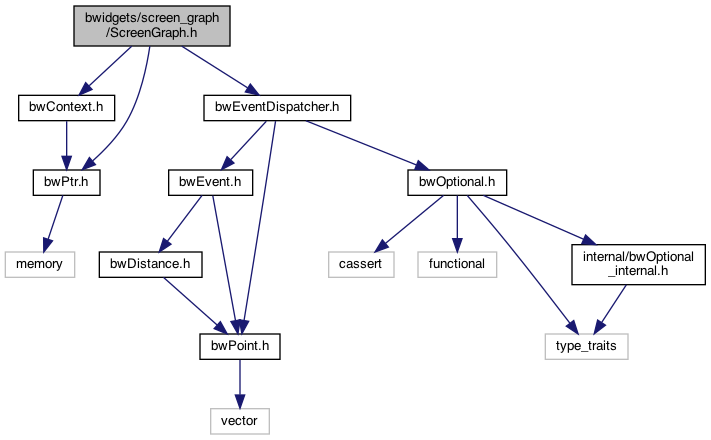 bwidgets/screen_graph
/ScreenGraph.h
bwContext.h
bwEventDispatcher.h
bwPtr.h
bwEvent.h
bwOptional.h
memory
bwDistance.h
cassert
functional
internal/bwOptional
_internal.h
bwPoint.h
type_traits
vector